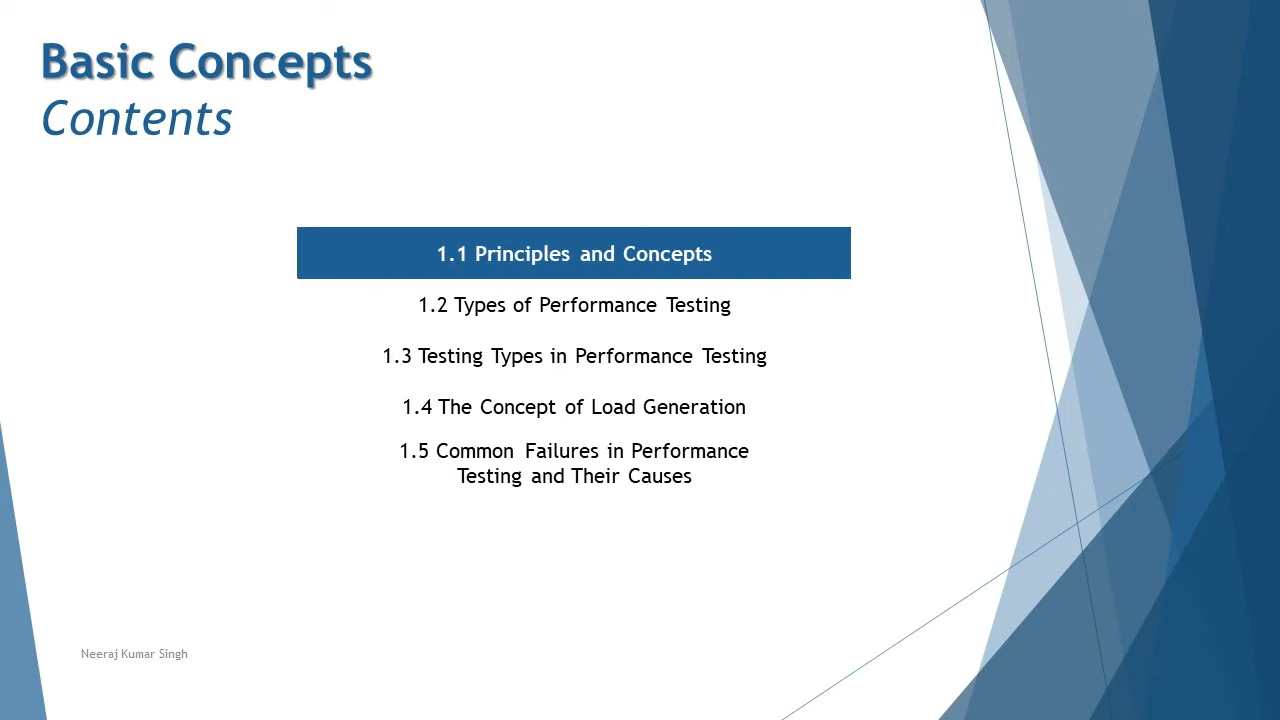 Basic Concepts
Contents
1.1 Principles and Concepts
1.2 Types of Performance Testing
1.3 Testing Types in Performance Testing
1.4 The Concept of Load Generation
1.5 Common Failures in Performance
Testing and Their Causes
Neeraj Kumar Singh